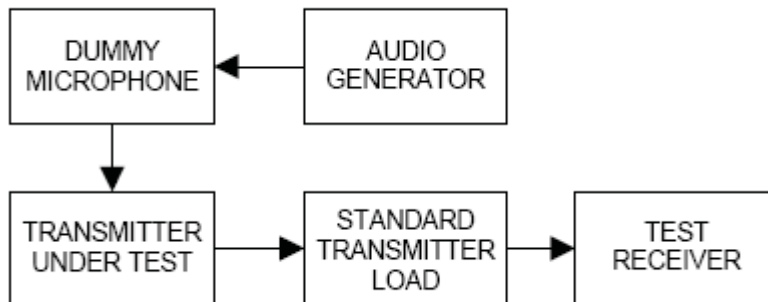 DUMMY
MICROPHONE
AUDIO
GENERATOR
TRANSMITTER
UNDER TEST
STANDARD
TRANSMITTER
LOAD
TEST
RECEIVER